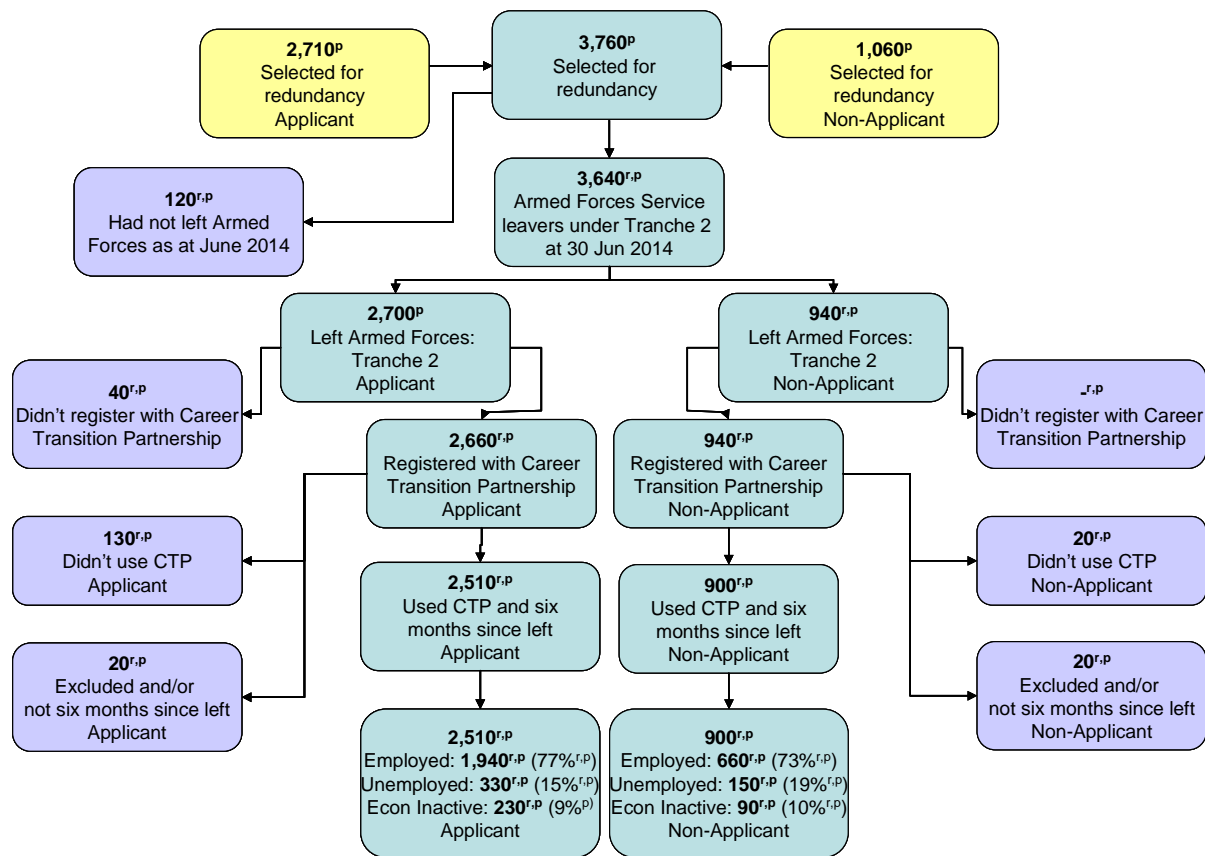 2,710ᵖ
Selected for
redundancy
Applicant
3,760ᵖ
Selected for
redundancy
1,060ᵖ
Selected for
redundancy
Non-Applicant
120ʳ,ᵖ
Had not left Armed
Forces as at June 2014
3,640ʳ,ᵖ
Armed Forces Service
leavers under Tranche 2
at 30 Jun 2014
2,700ᵖ
Left Armed Forces:
Tranche 2
Applicant
940ʳ,ᵖ
Left Armed Forces:
Tranche 2
Non-Applicant
40ʳ,ᵖ
Didn’t register with Career
Transition Partnership
-ʳ,ᵖ
Didn’t register with Career
Transition Partnership
2,660ʳ,ᵖ
Registered with Career
Transition Partnership
Applicant
940ʳ,ᵖ
Registered with Career
Transition Partnership
Non-Applicant
130ʳ,ᵖ
Didn’t use CTP
Applicant
2,510ʳ,ᵖ
Used CTP and six
months since left
Applicant
900ʳ,ᵖ
Used CTP and six
months since left
Non-Applicant
20ʳ,ᵖ
Didn’t use CTP
Non-Applicant
20ʳ,ᵖ
Excluded and/or
not six months since left
Applicant
20ʳ,ᵖ
Excluded and/or
not six months since left
Non-Applicant
2,510ʳ,ᵖ
Employed: 1,940ʳ,ᵖ (77%ʳ,ᵖ)
Unemployed: 330ʳ,ᵖ (15%ʳ,ᵖ)
Econ Inactive: 230ʳ,ᵖ (9%ᵖ⁾
Applicant
900ʳ,ᵖ
Employed: 660ʳ,ᵖ (73%ʳ,ᵖ)
Unemployed: 150ʳ,ᵖ (19%ʳ,ᵖ)
Econ Inactive: 90ʳ,ᵖ (10%ʳ,ᵖ)
Non-Applicant